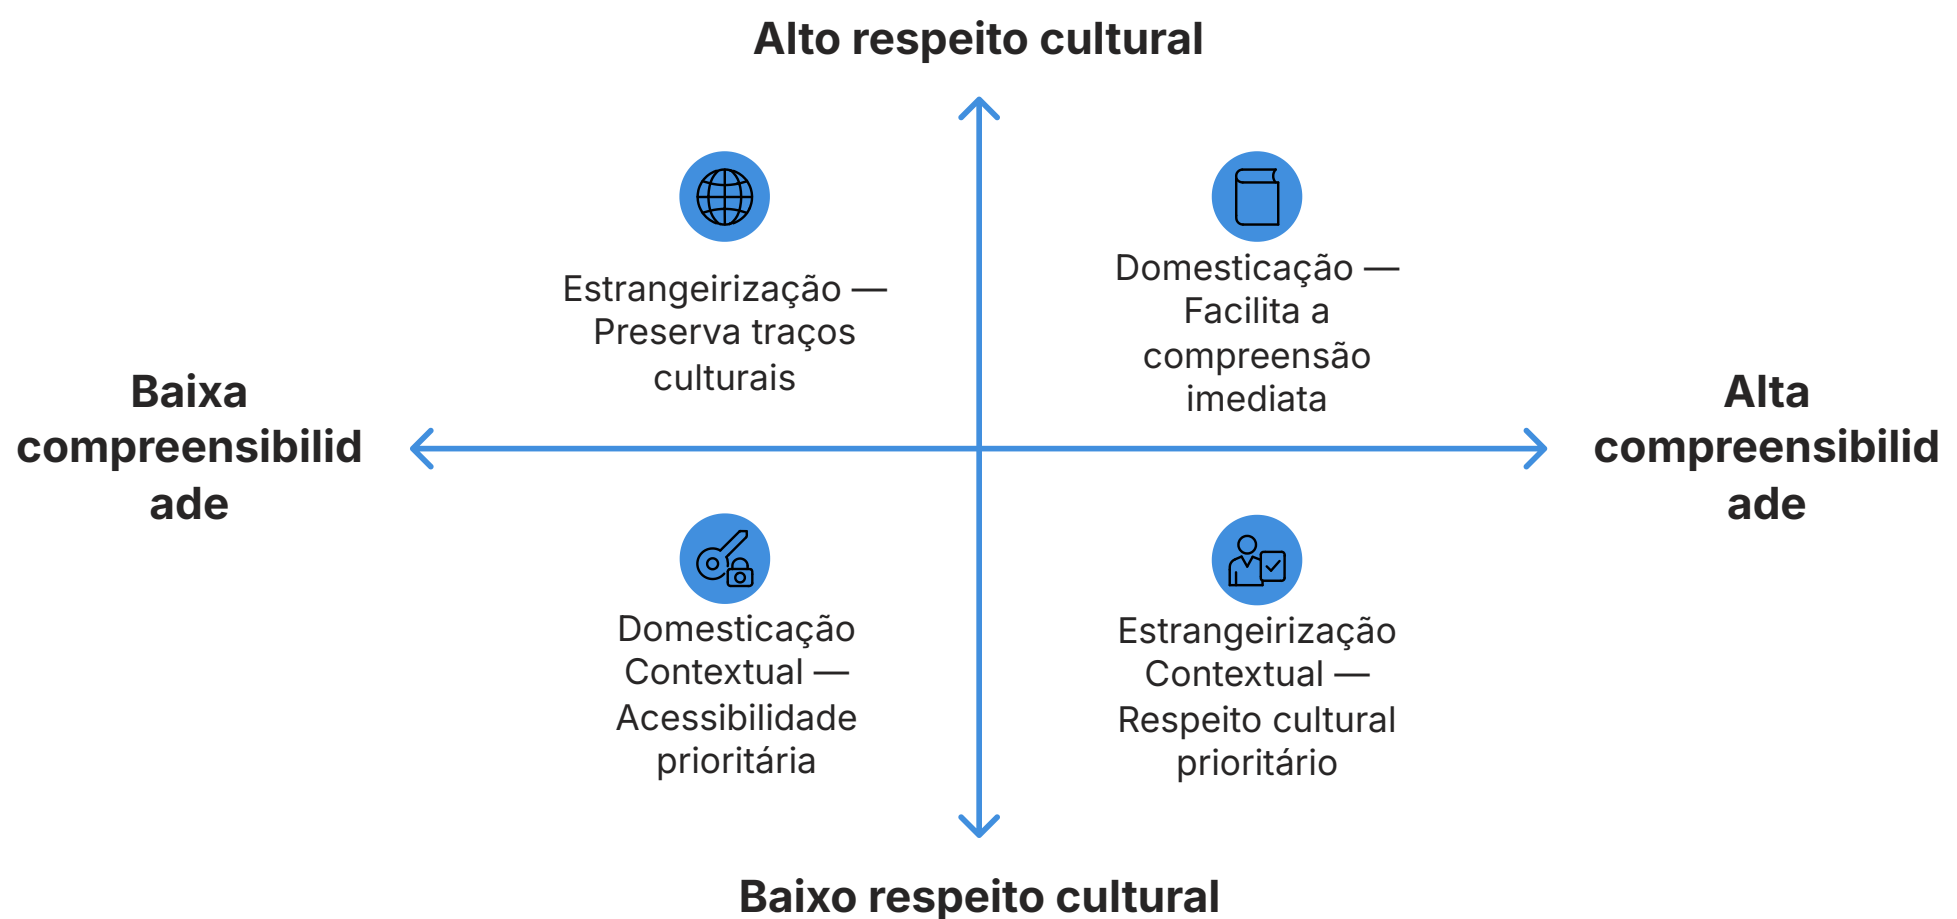 Alto respeito cultural
Estrangeirização —
Preserva traços
culturais
Domesticação —
Facilita a
compreensão
imediata
Baixa
compreensibilid
ade
Alta
compreensibilid
ade
Domesticação
Contextual —
Acessibilidade
prioritária
Estrangeirização
Contextual —
Respeito cultural
prioritário
Baixo respeito cultural